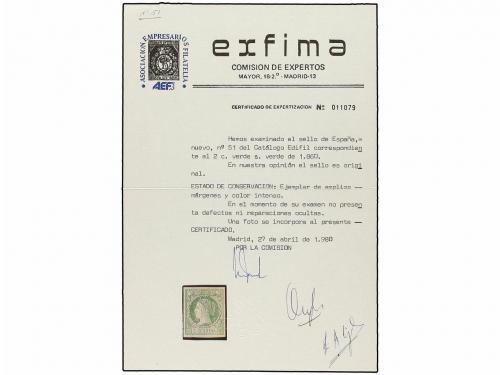 Nº 51
ASOCIACION EMPRESARIOS FILATELIA
AEF3
exfima
COMISION DE EXPERTOS
MAYOR, 18-2.º - MADRID-13
CERTIFICADO DE EXPERTIZACION Nº 011079
Hemos examinado el sello de España,=
nuevo, nº 51 del Catálogo Edifil correspondie
te al 2 c. verde s. verde de 1.860.
En nuestra opinión el sello es origi
nal.
ESTADO DE CONSERVACION: Ejemplar de amplios =
márgenes y color intenso.
En el momento de su examen no presen
ta defectos ni reparaciones ocultas.
Una foto se incorpora al presente =
CERTIFICADO.
Madrid, 27 de abril de 1.980
POR LA COMISION